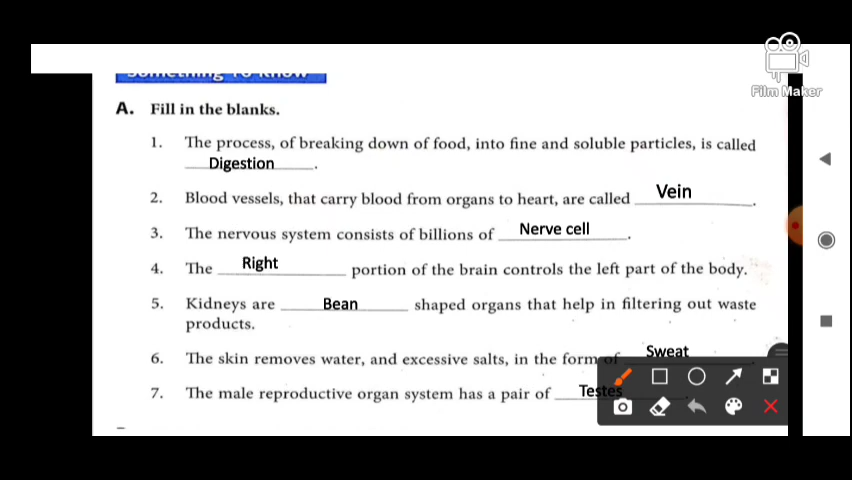 Something To Know
Film Maker
A. Fill in the blanks.
1. The process, of breaking down of food, into fine and soluble particles, is called
Digestion.
2. Blood vessels, that carry blood from organs to heart, are called Vein.
3. The nervous system consists of billions of Nerve cell.
4. The Right portion of the brain controls the left part of the body.
5. Kidneys are Bean shaped organs that help in filtering out waste
products.
6. The skin removes water, and excessive salts, in the form of Sweat
7. The male reproductive organ system has a pair of Testes.